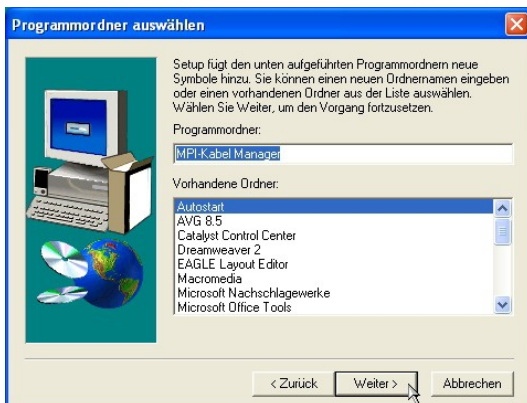 Programmordner auswählen
Setup fügt den unten aufgeführten Programmordnern neue
Symbole hinzu. Sie können einen neuen Ordnernamen eingeben
oder einen vorhandenen Ordner aus der Liste auswählen.
Wählen Sie Weiter, um den Vorgang fortzusetzen.
Programmordner:
MPI-Kabel Manager
Vorhandene Ordner:
Autostart
AVG 8.5
Catalyst Control Center
Dreamweaver 2
EAGLE Layout Editor
Macromedia
Microsoft Nachschlagewerke
Microsoft Office Tools
< Zurück Weiter > Abbrechen